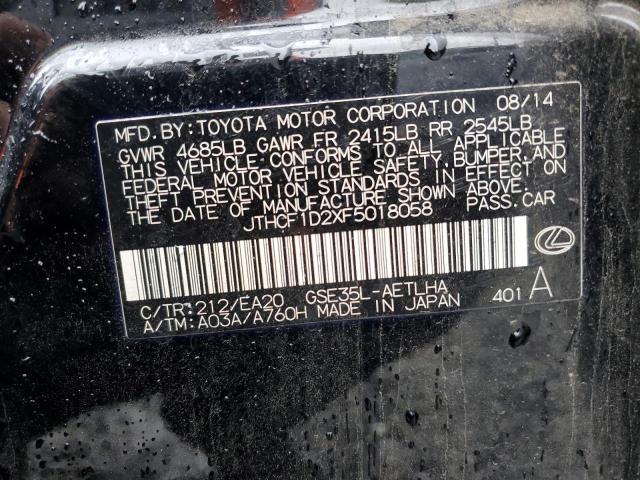 MFD.BY:TOYOTA MOTOR CORPORATION 08/14
GVWR 4685LB GAWR FR 2415LB RR 2545LB
THIS VEHICLE CONFORMS TO ALL APPLICABLE
FEDERAL MOTOR VEHICLE SAFETY,BUMPER,AND
THEFT PREVENTION STANDARDS IN EFFECT ON
THE DATE OF MANUFACTURE SHOWN ABOVE.
JTHCF1D2XF5018058 PASS.CAR
C/TR:212/EA20 GSE35L-AETLHA
A/TM:A03A/A760H MADE IN JAPAN 401 A